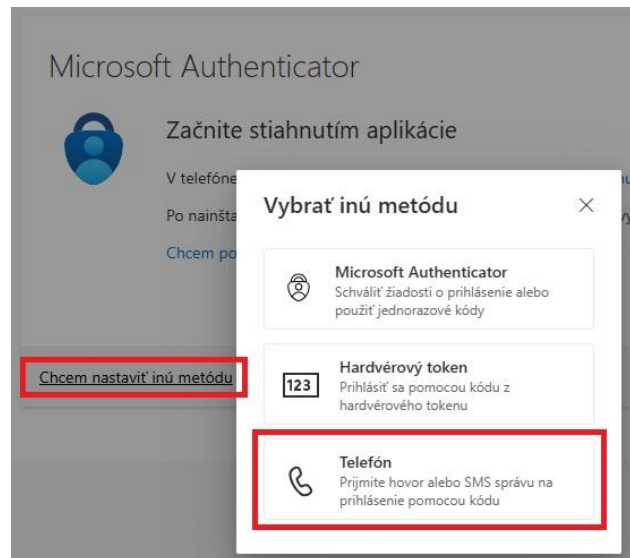 Microsoft Authenticator
Začnite stiahnutím aplikácie
V telefóne
Po nainšta
Chcem po
Chcem nastaviť inú metódu
Vybrať inú metódu
Microsoft Authenticator
Schváliť žiadosti o prihlásenie alebo
použiť jednorazové kódy
123
Hardvérový token
Prihlásiť sa pomocou kódu z
hardvérového tokenu
Telefón
Prijmite hovor alebo SMS správu na
prihlásenie pomocou kódu